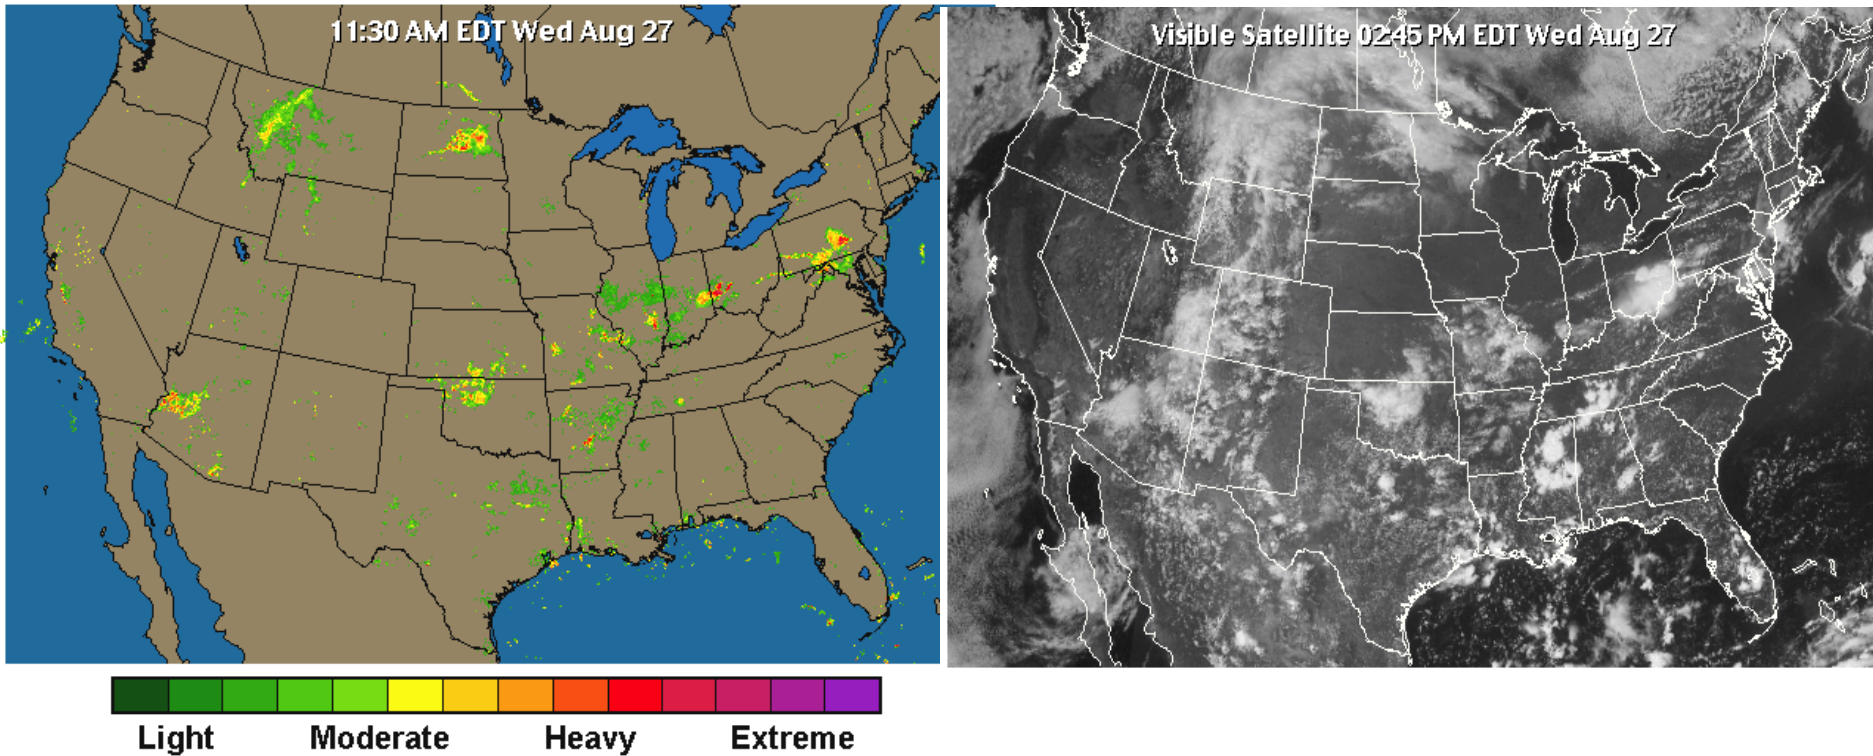 11:30 AM EDT Wed Aug 27
Visible Satellite 02:45 PM EDT Wed Aug 27
Light Moderate Heavy Extreme